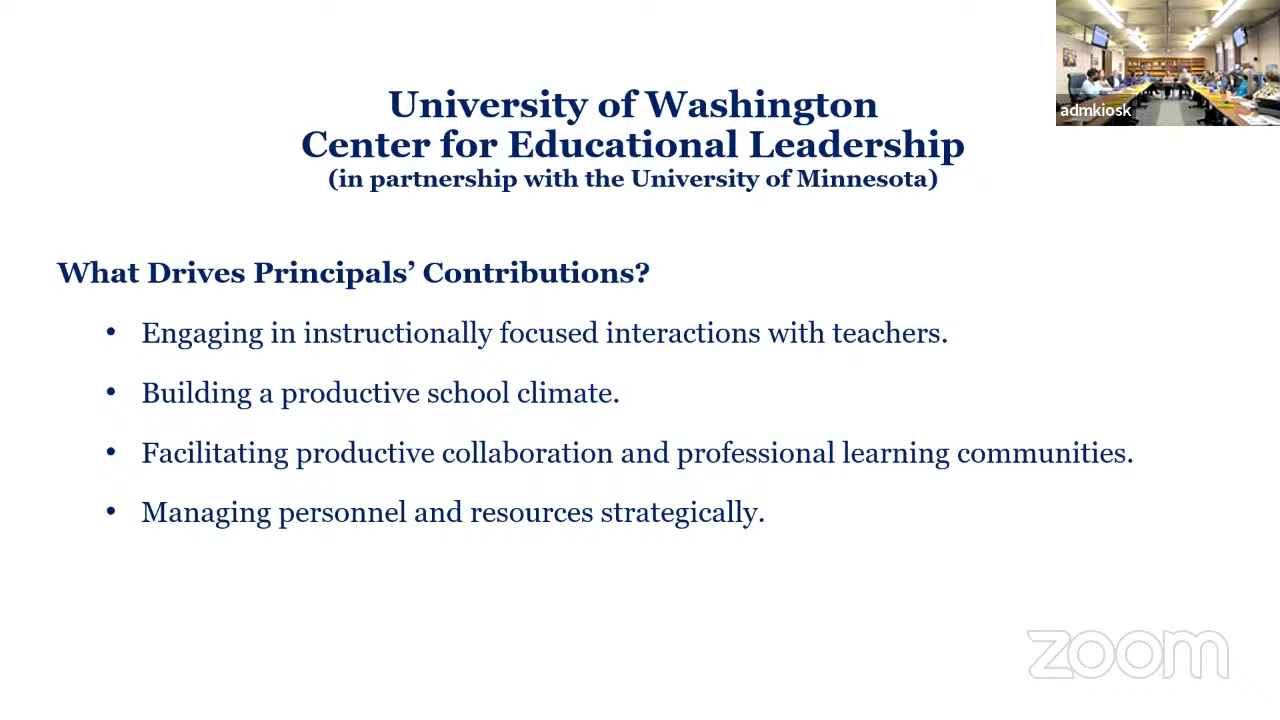 admkiosk
University of Washington
Center for Educational Leadership
(in partnership with the University of Minnesota)
What Drives Principals’ Contributions?
• Engaging in instructionally focused interactions with teachers.
• Building a productive school climate.
• Facilitating productive collaboration and professional learning communities.
• Managing personnel and resources strategically.
zoom